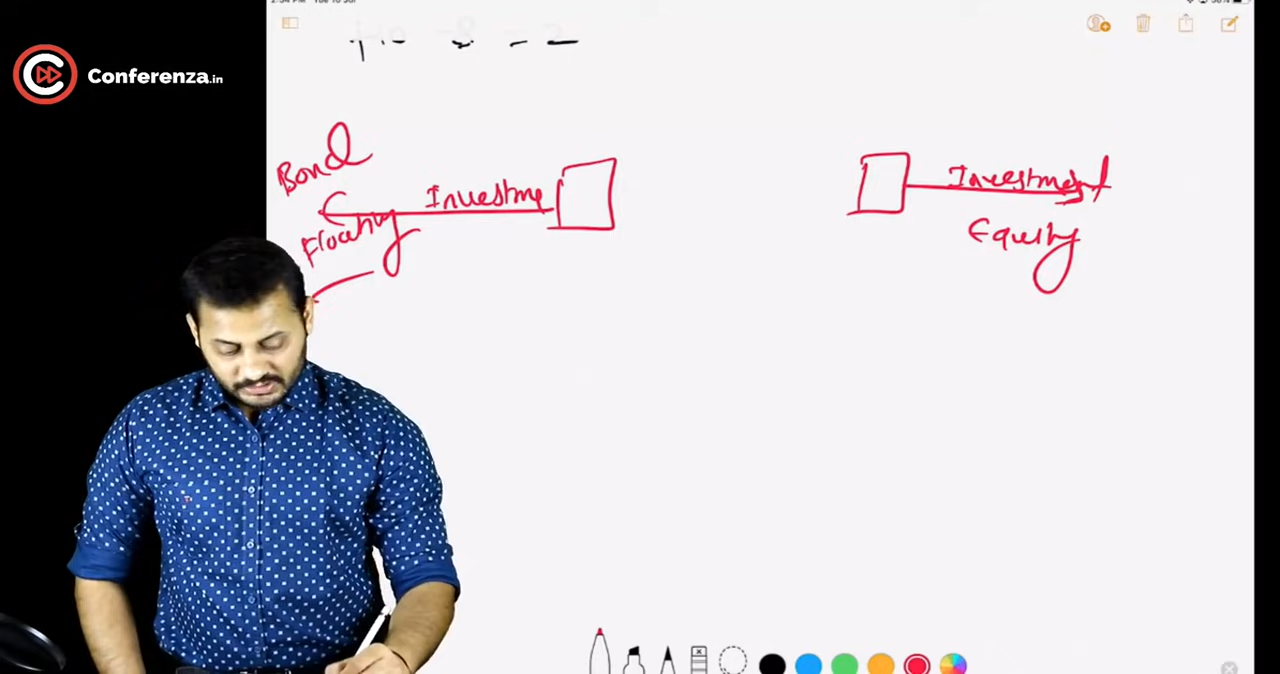 Conferenza.in
Bond
Investme
Floating
Investment
Equity